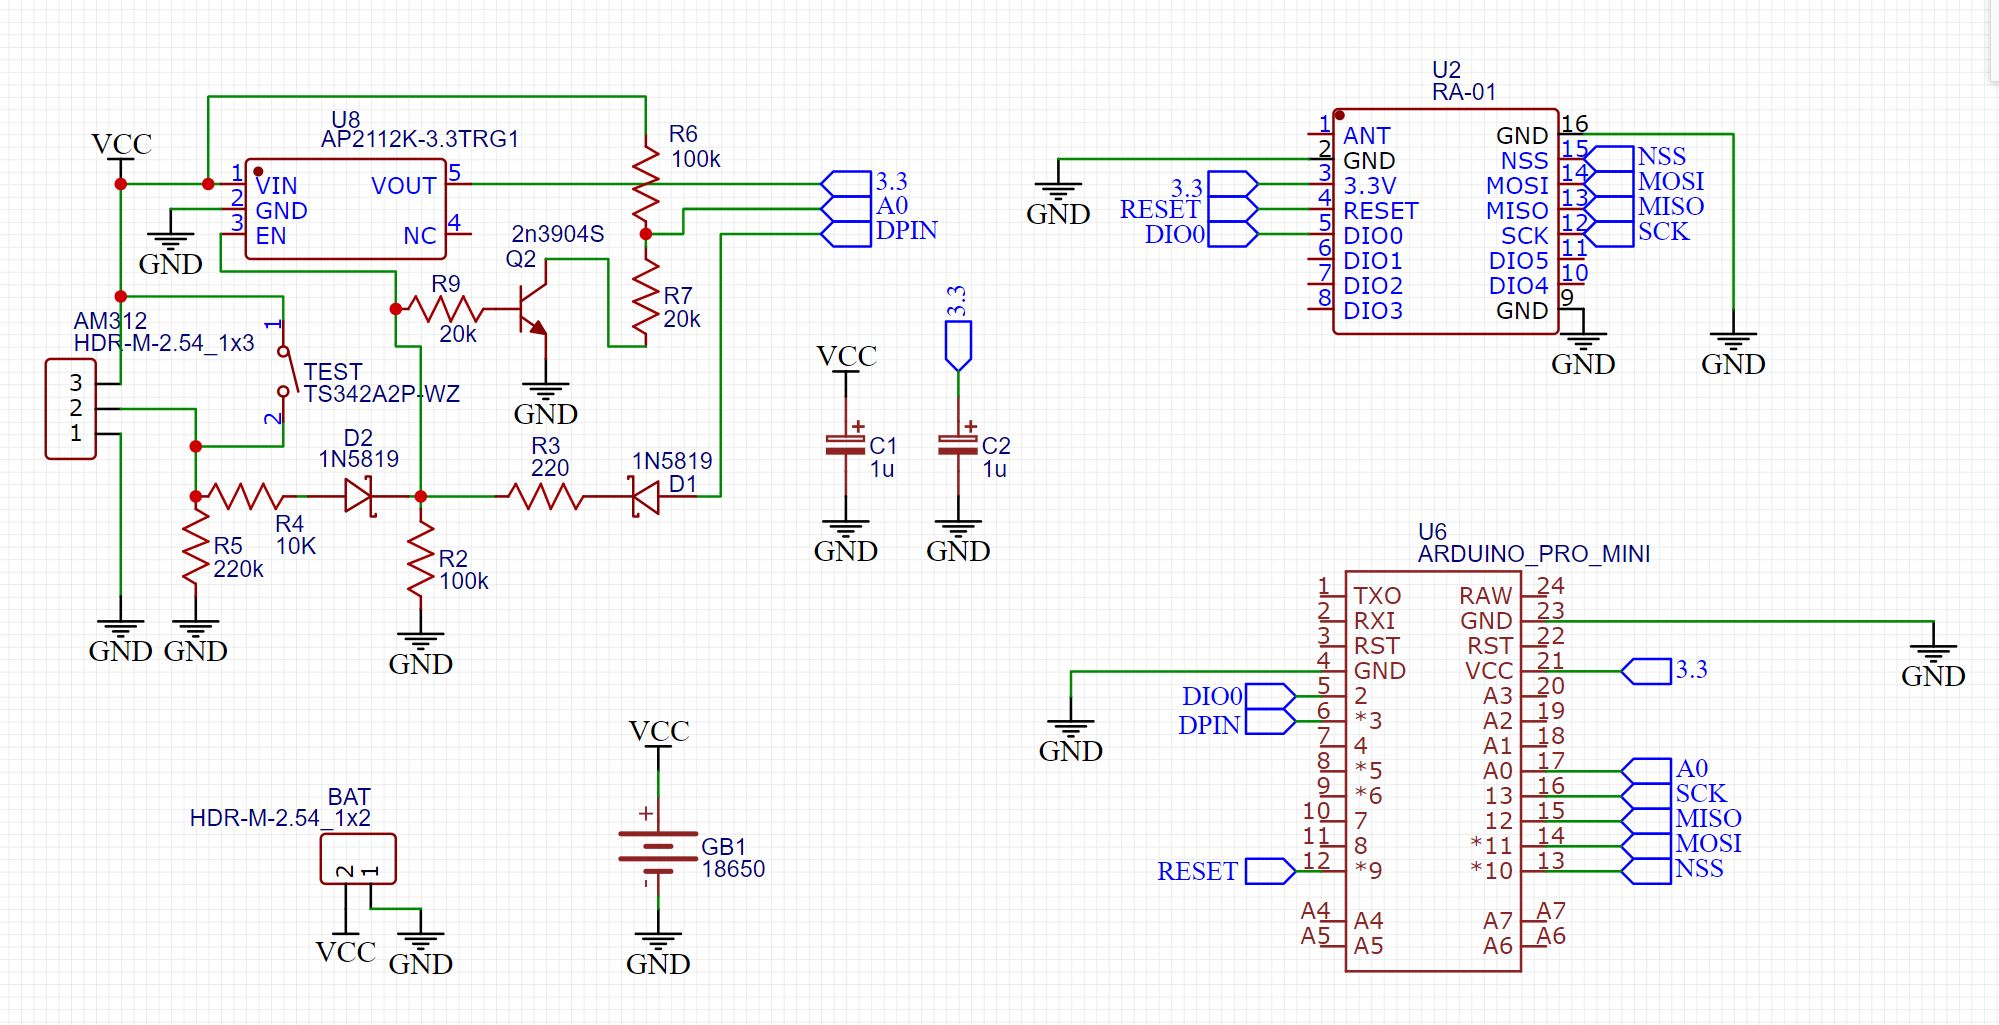 VCC
U8
AP2112K-3.3TRG1
1
2
3
VIN
GND
EN
VOUT
NC
5
4
GND
R6
100k
3.3
A0
DPIN
2n3904S
Q2
R9
20k
R7
20k
GND
AM312
HDR-M-2.54_1x3
3
2
1
1
2
TEST
TS342A2P-WZ
D2
1N5819
R3
220
1N5819
D1
R4
10K
R5
220k
R2
100k
GND
GND
GND
VCC
+
C1
1u
GND
3.3
+
C2
1u
GND
U2
RA-01
1 ANT
2 GND
3 3.3V
4 RESET
5 DIO0
6 DIO1
7 DIO2
8 DIO3
GND 16
NSS 15
MOSI 14
MISO 13
SCK 12
DIO5 11
DIO4 10
GND 9
GND
3.3
RESET
DIO0
NSS
MOSI
MISO
SCK
GND
GND
U6
ARDUINO_PRO_MINI
1 TXO
2 RXI
3 RST
4 GND
5 2
6 *3
7 4
8 *5
9 *6
10 7
11 8
12 *9
A4 A4
A5 A5
RAW 24
GND 23
RST 22
VCC 21
A3 20
A2 19
A1 18
A0 17
13 16
12 15
*11 14
*10 13
A7 A7
A6 A6
GND
DIO0
DPIN
RESET
GND
3.3
A0
SCK
MISO
MOSI
NSS
BAT
HDR-M-2.54_1x2
2 1
VCC
GND
VCC
+
GB1
18650
-
GND